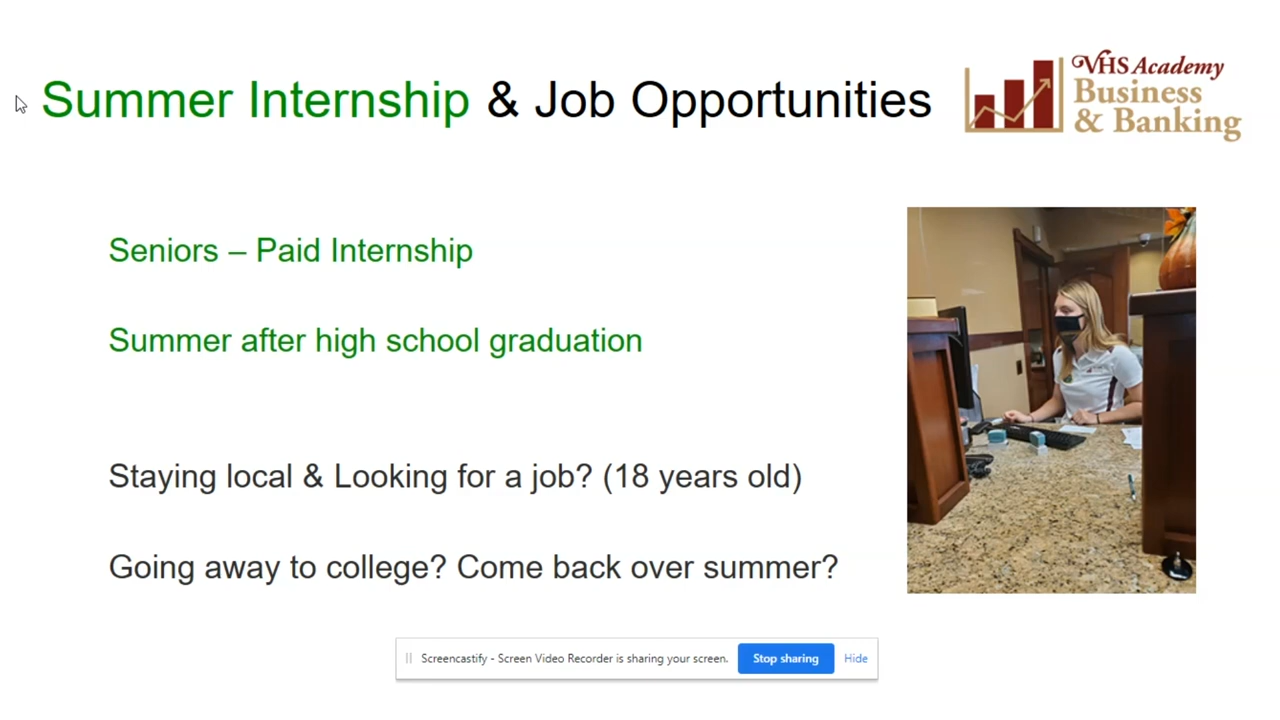 Summer Internship & Job Opportunities
VHS Academy
Business
& Banking
Seniors – Paid Internship
Summer after high school graduation
Staying local & Looking for a job? (18 years old)
Going away to college? Come back over summer?
Screencastify - Screen Video Recorder is sharing your screen.
Stop sharing
Hide